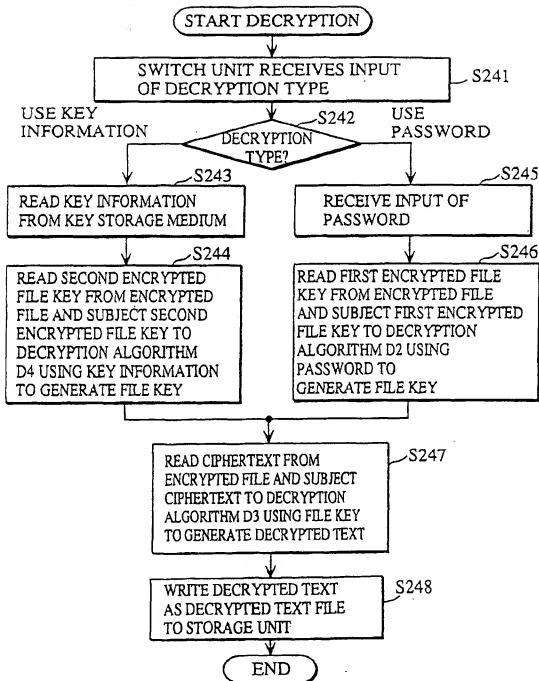 START DECRYPTION
SWITCH UNIT RECEIVES INPUT
OF DECRYPTION TYPE
S241
USE KEY
INFORMATION
S242
DECRYPTION
TYPE?
USE
PASSWORD
S243
READ KEY INFORMATION
FROM KEY STORAGE MEDIUM
S245
RECEIVE INPUT OF
PASSWORD
S244
READ SECOND ENCRYPTED
FILE KEY FROM ENCRYPTED
FILE AND SUBJECT SECOND
ENCRYPTED FILE KEY TO
DECRYPTION ALGORITHM
D4 USING KEY INFORMATION
TO GENERATE FILE KEY
S246
READ FIRST ENCRYPTED FILE
KEY FROM ENCRYPTED FILE
AND SUBJECT FIRST ENCRYPTED
FILE KEY TO DECRYPTION
ALGORITHM D2 USING
PASSWORD TO
GENERATE FILE KEY
S247
READ CIPHERTEXT FROM
ENCRYPTED FILE AND SUBJECT
CIPHERTEXT TO DECRYPTION
ALGORITHM D3 USING FILE KEY
TO GENERATE DECRYPTED TEXT
S248
WRITE DECRYPTED TEXT
AS DECRYPTED TEXT FILE
TO STORAGE UNIT
END